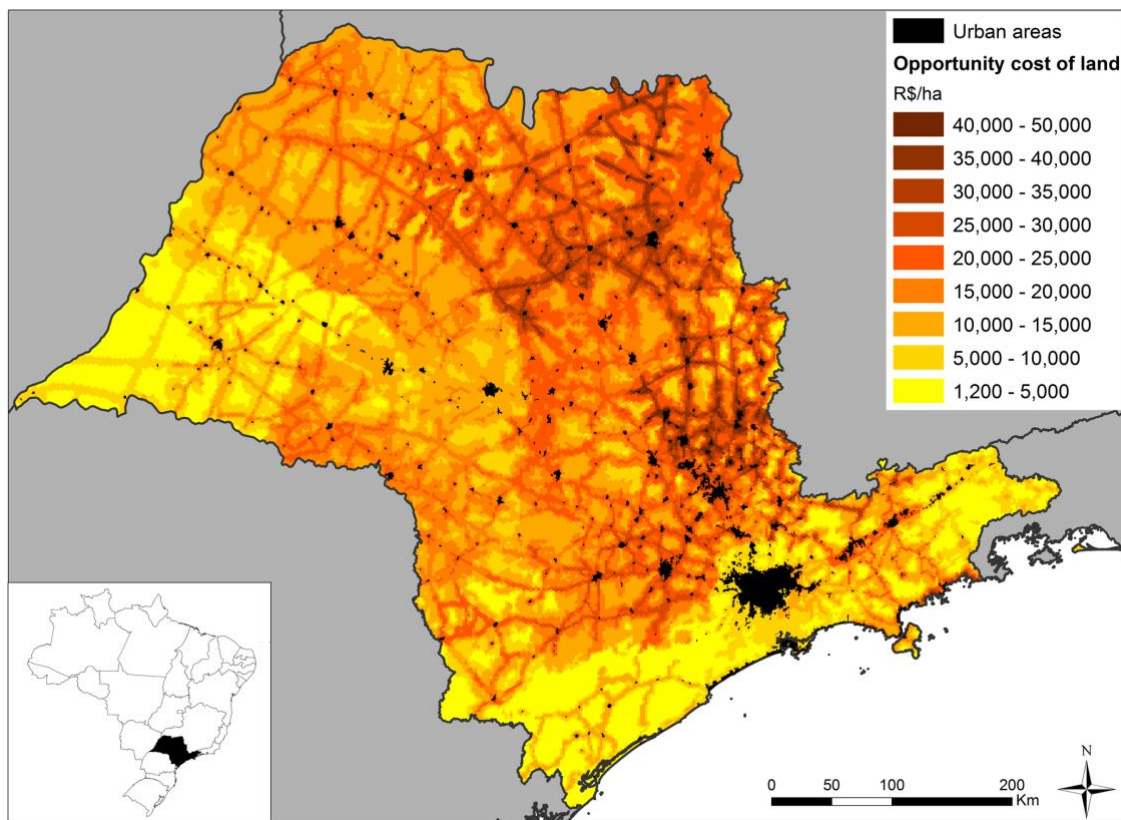 Urban areas
Opportunity cost of land
R$/ha
40,000 - 50,000
35,000 - 40,000
30,000 - 35,000
25,000 - 30,000
20,000 - 25,000
15,000 - 20,000
10,000 - 15,000
5,000 - 10,000
1,200 - 5,000
N
0 100 200
Km